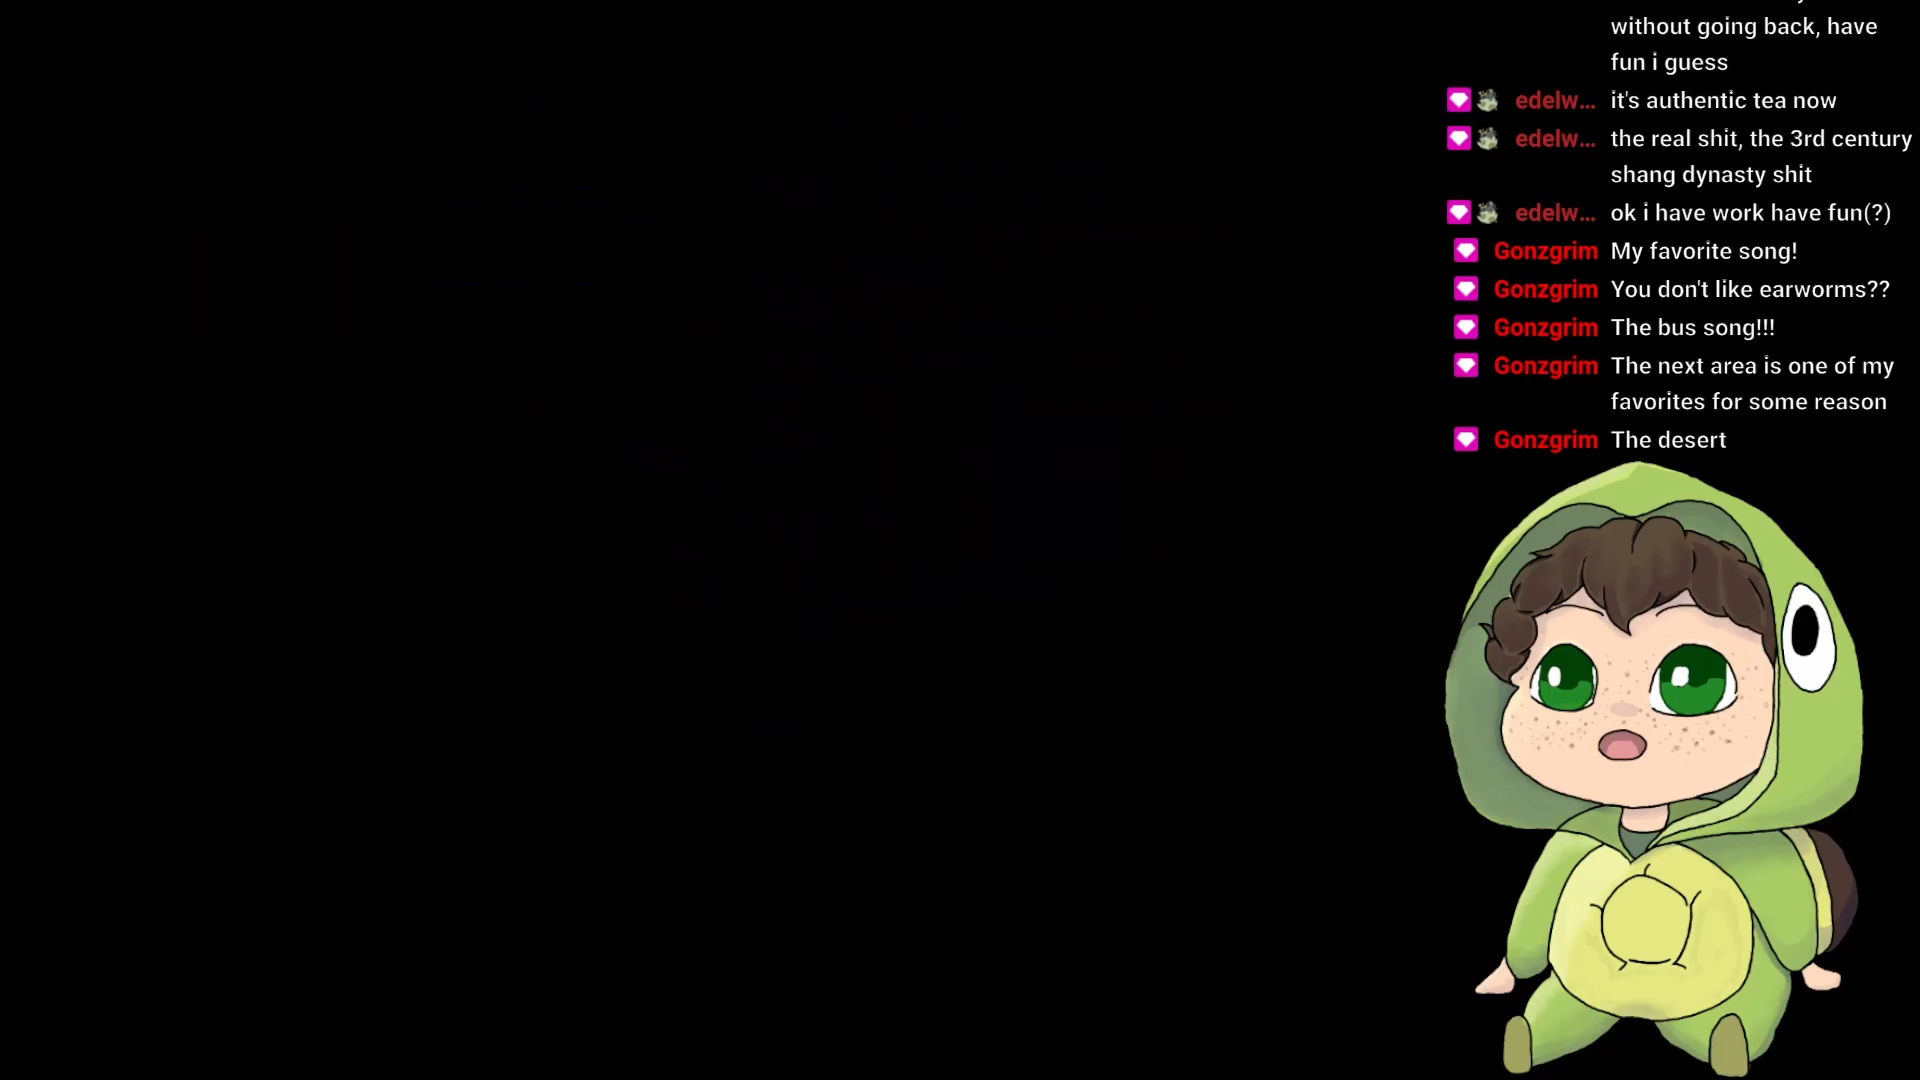 without going back, have
fun i guess
edelw... it's authentic tea now
edelw... the real shit, the 3rd century
shang dynasty shit
edelw... ok i have work have fun(?)
Gonzgrim My favorite song!
Gonzgrim You don't like earworms??
Gonzgrim The bus song!!!
Gonzgrim The next area is one of my
favorites for some reason
Gonzgrim The desert